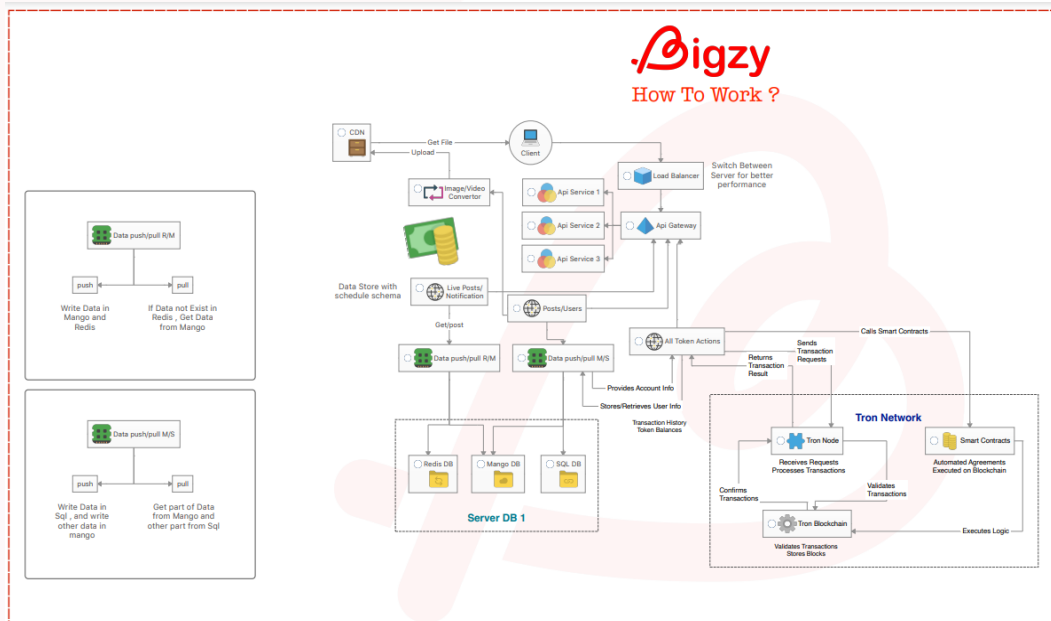 Bigzy
How To Work ?
CDN
Get File
Upload
Client
Image/Video
Convertor
Load Balancer
Switch Between
Server for better
performance
Api Service 1
Api Service 2
Api Service 3
Api Gateway
Data push/pull R/M
push
pull
Write Data in
Mango and
Redis
If Data not Exist in
Redis , Get Data
from Mango
Data Store with
schedule schema
Live Posts/
Notification
Posts/Users
Get/post
Data push/pull R/M
Data push/pull M/S
All Token Actions
Calls Smart Contracts
Sends
Transaction
Requests
Returns
Transaction
Result
Provides Account Info
Stores/Retrieves User Info
Transaction History
Token Balances
Data push/pull M/S
push
pull
Write Data in
Sql , and write
other data in
mango
Get part of Data
from Mango and
other part from Sql
Redis DB
Mango DB
SQL DB
Server DB 1
Tron Network
Tron Node
Receives Requests
Processes Transactions
Smart Contracts
Automated Agreements
Executed on Blockchain
Confirms
Transactions
Validates
Transactions
Tron Blockchain
Executes Logic
Validates Transactions
Stores Blocks